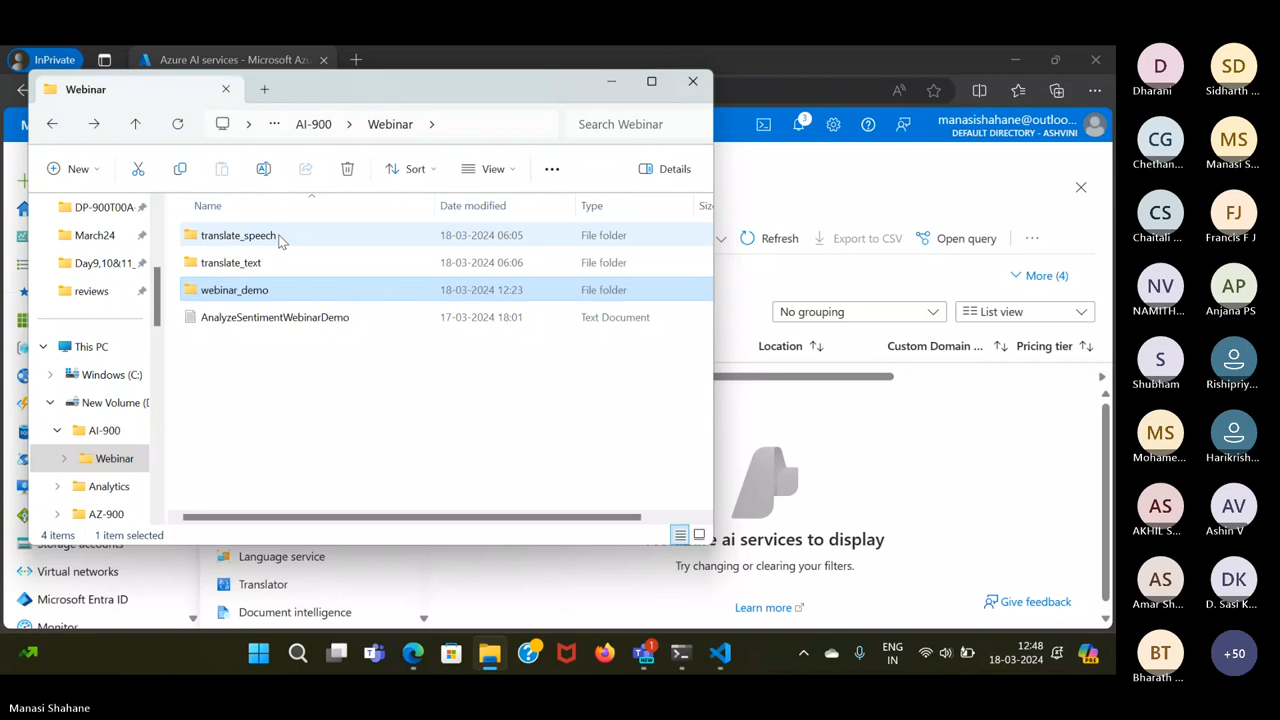 InPrivate
Azure AI services - Microsoft Az
Webinar
AI-900
Webinar
Search Webinar
New
Sort
View
Details
Name
Date modified
Type
Siz
DP-900T00A
March24
Day9,10&11_
reviews
This PC
Windows (C:)
New Volume (D
AI-900
Webinar
Analytics
AZ-900
translate_speech
18-03-2024 06:05
File folder
translate_text
18-03-2024 06:06
File folder
webinar_demo
18-03-2024 12:23
File folder
AnalyzeSentimentWebinarDemo
17-03-2024 18:01
Text Document
4 items
1 item selected
M
3
manasishahane@outloo...
DEFAULT DIRECTORY - ASHVINI
Refresh
Export to CSV
Open query
More (4)
No grouping
List view
Location
Custom Domain ...
Pricing tier
ai services to display
Try changing or clearing your filters.
Learn more
Give feedback
Virtual networks
Microsoft Entra ID
Monitor
Language service
Translator
Document intelligence
1
NEW
ENG
IN
12:48
18-03-2024
PRE
D
Dharani
SD
Sidharth ...
CG
Chethan...
MS
Manasi S...
CS
Chaitali ...
FJ
Francis F J
NV
NAMITH...
AP
Anjana PS
S
Shubham
Rishipriy...
MS
Mohame...
Harikrish...
AS
AKHIL S...
AV
Ashin V
AS
Amar Sh...
DK
D. Sasi K...
BT
Bharath ...
+50
Manasi Shahane